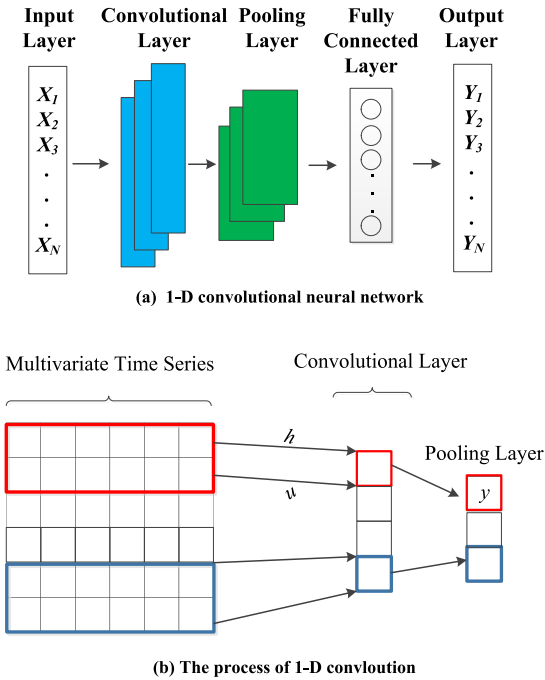 Input
Layer
Convolutional
Layer
Pooling
Layer
Fully
Connected
Layer
Output
Layer
X1
X2
X3
.
.
.
XN
.
.
.
Y1
Y2
Y3
.
.
.
YN
(a) 1-D convolutional neural network
Multivariate Time Series
Convolutional Layer
Pooling Layer
h
u
y
(b) The process of 1-D convloution